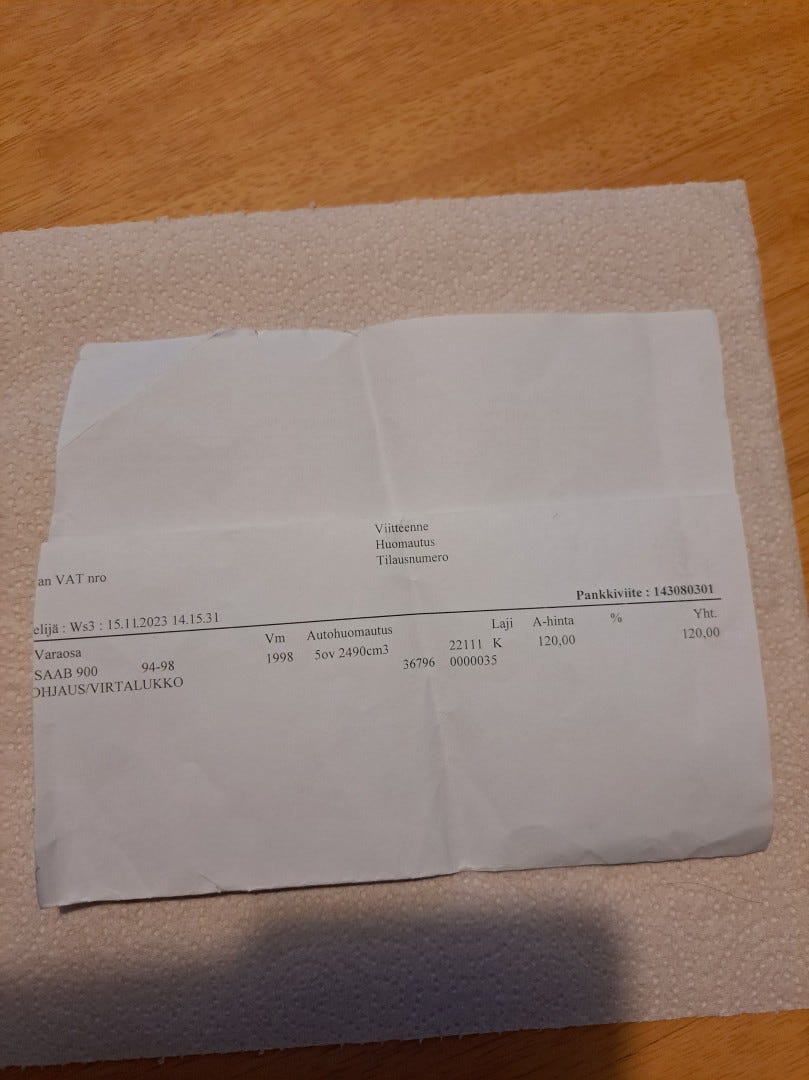 Viitteenne
Huomautus
Tilausnumero
an VAT nro
Pankkiviite : 143080301
elijä : Ws3 : 15.11.2023 14.15.31
Varaosa Vm Autohuomautus Laji A-hinta % Yht.
SAAB 900 94-98 1998 5ov 2490cm3 22111 K 120,00 120,00
OHJAUS/VIRTALUKKO 36796 0000035